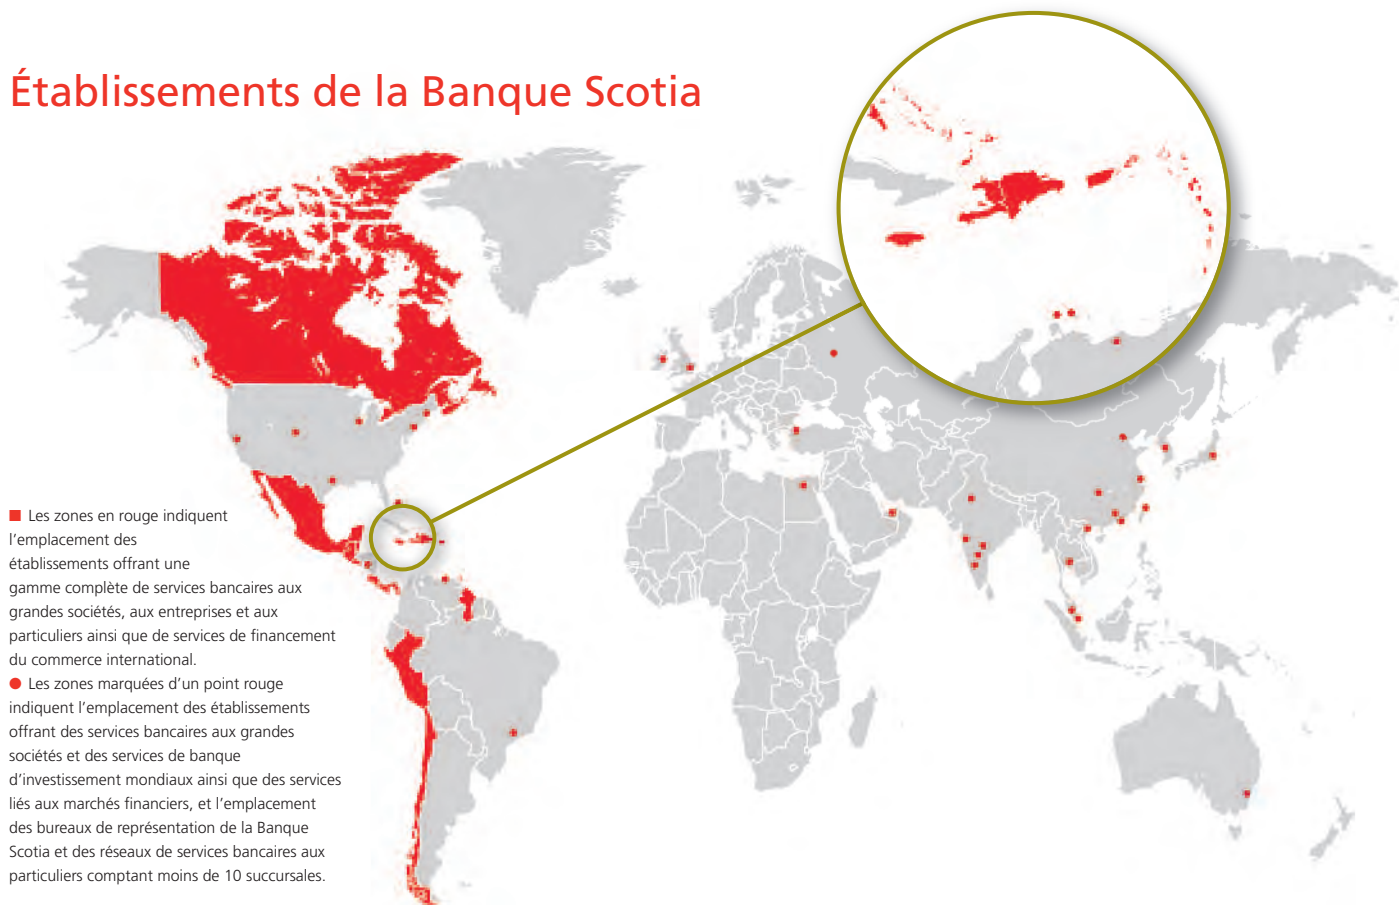 Établissements de la Banque Scotia
Les zones en rouge indiquent
l'emplacement des
établissements offrant une
gamme complète de services bancaires aux
grandes sociétés, aux entreprises et aux
particuliers ainsi que de services de financement
du commerce international.
Les zones marquées d'un point rouge
indiquent l'emplacement des établissements
offrant des services bancaires aux grandes
sociétés et des services de banque
d'investissement mondiaux ainsi que des services
liés aux marchés financiers, et l'emplacement
des bureaux de représentation de la Banque
Scotia et des réseaux de services bancaires aux
particuliers comptant moins de 10 succursales.